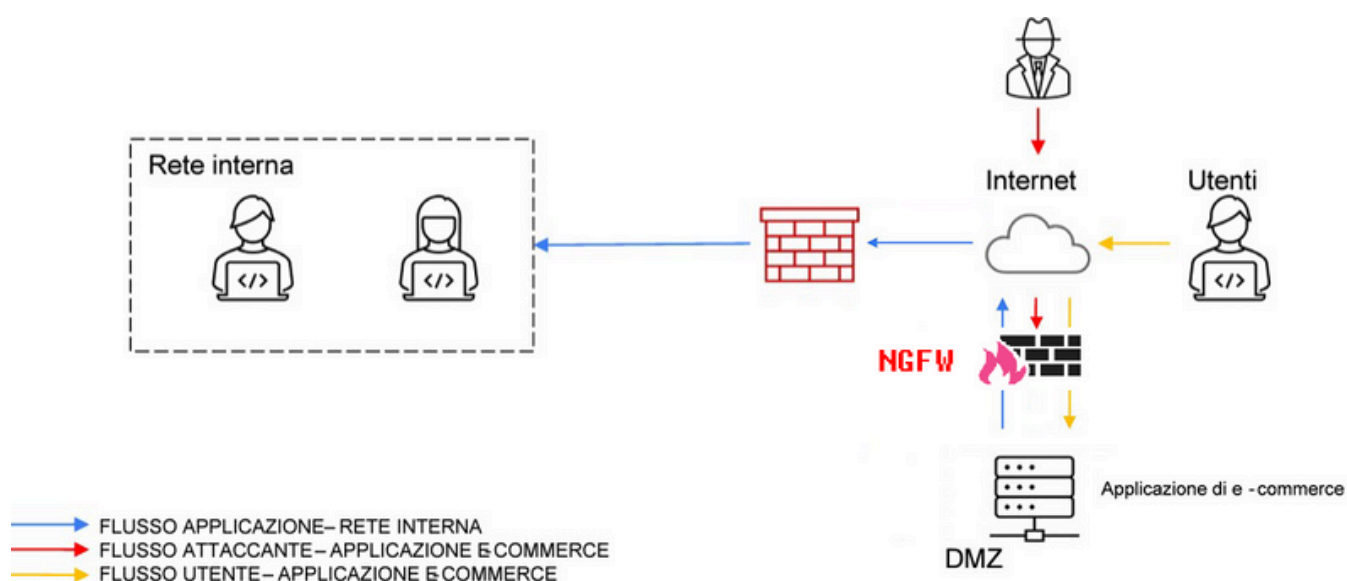 Rete interna
Internet
Utenti
</>
</>
</>
NGFW
Applicazione di e - commerce
DMZ
FLUSSO APPLICAZIONE– RETE INTERNA
FLUSSO ATTACCANTE– APPLICAZIONE E-COMMERCE
FLUSSO UTENTE– APPLICAZIONE E-COMMERCE